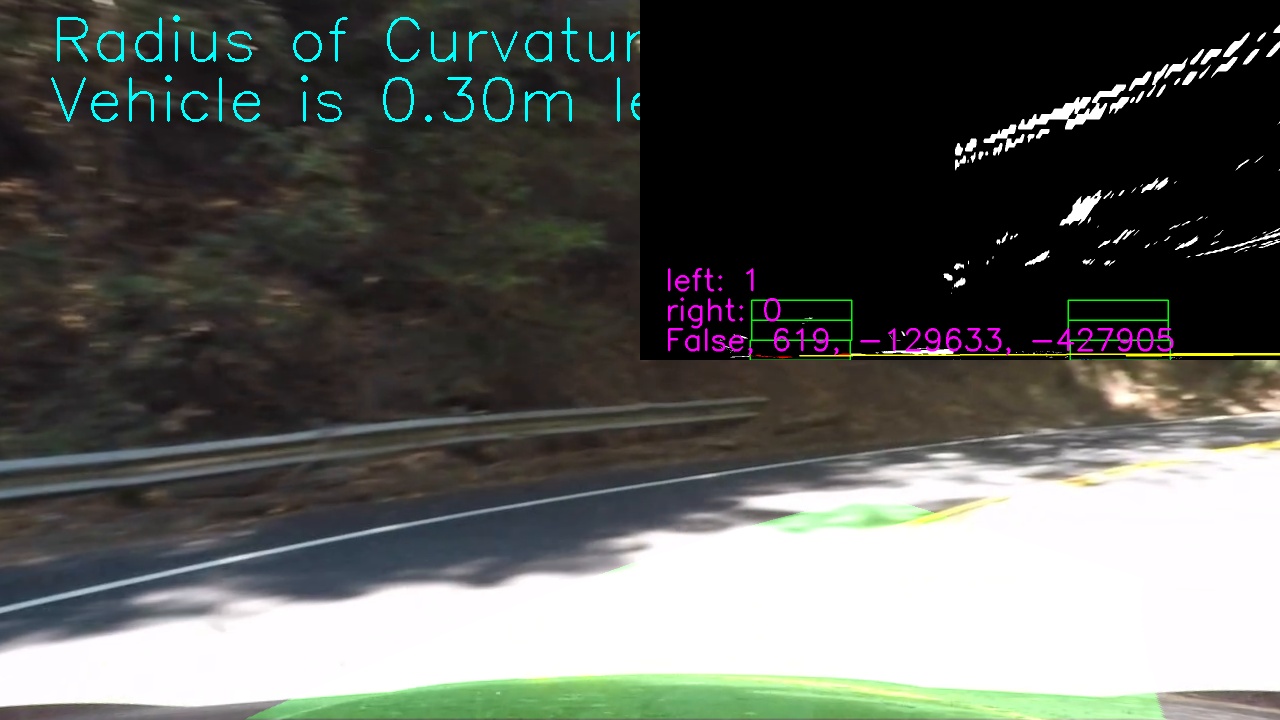 Radius of Curvatur
Vehicle is 0.30m le
left: 1
right: 0
False, 619, -129633, -427905